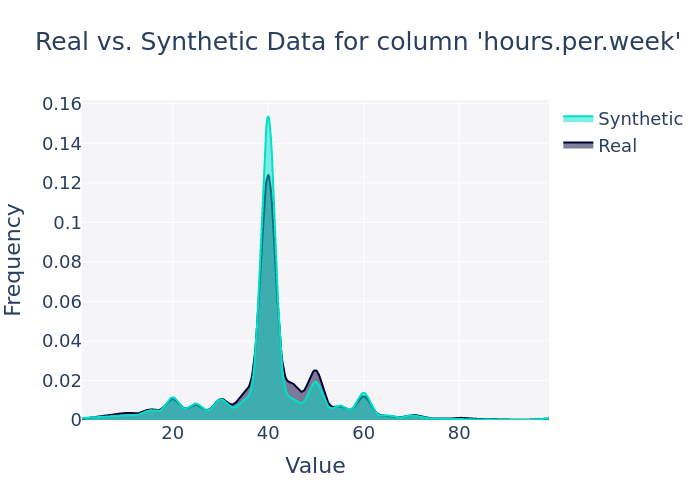 Real vs. Synthetic Data for column 'hours.per.week'
0.16
0.14
0.12
0.1
0.08
0.06
0.04
0.02
0
20 40 60 80
Frequency
Value
Synthetic
Real